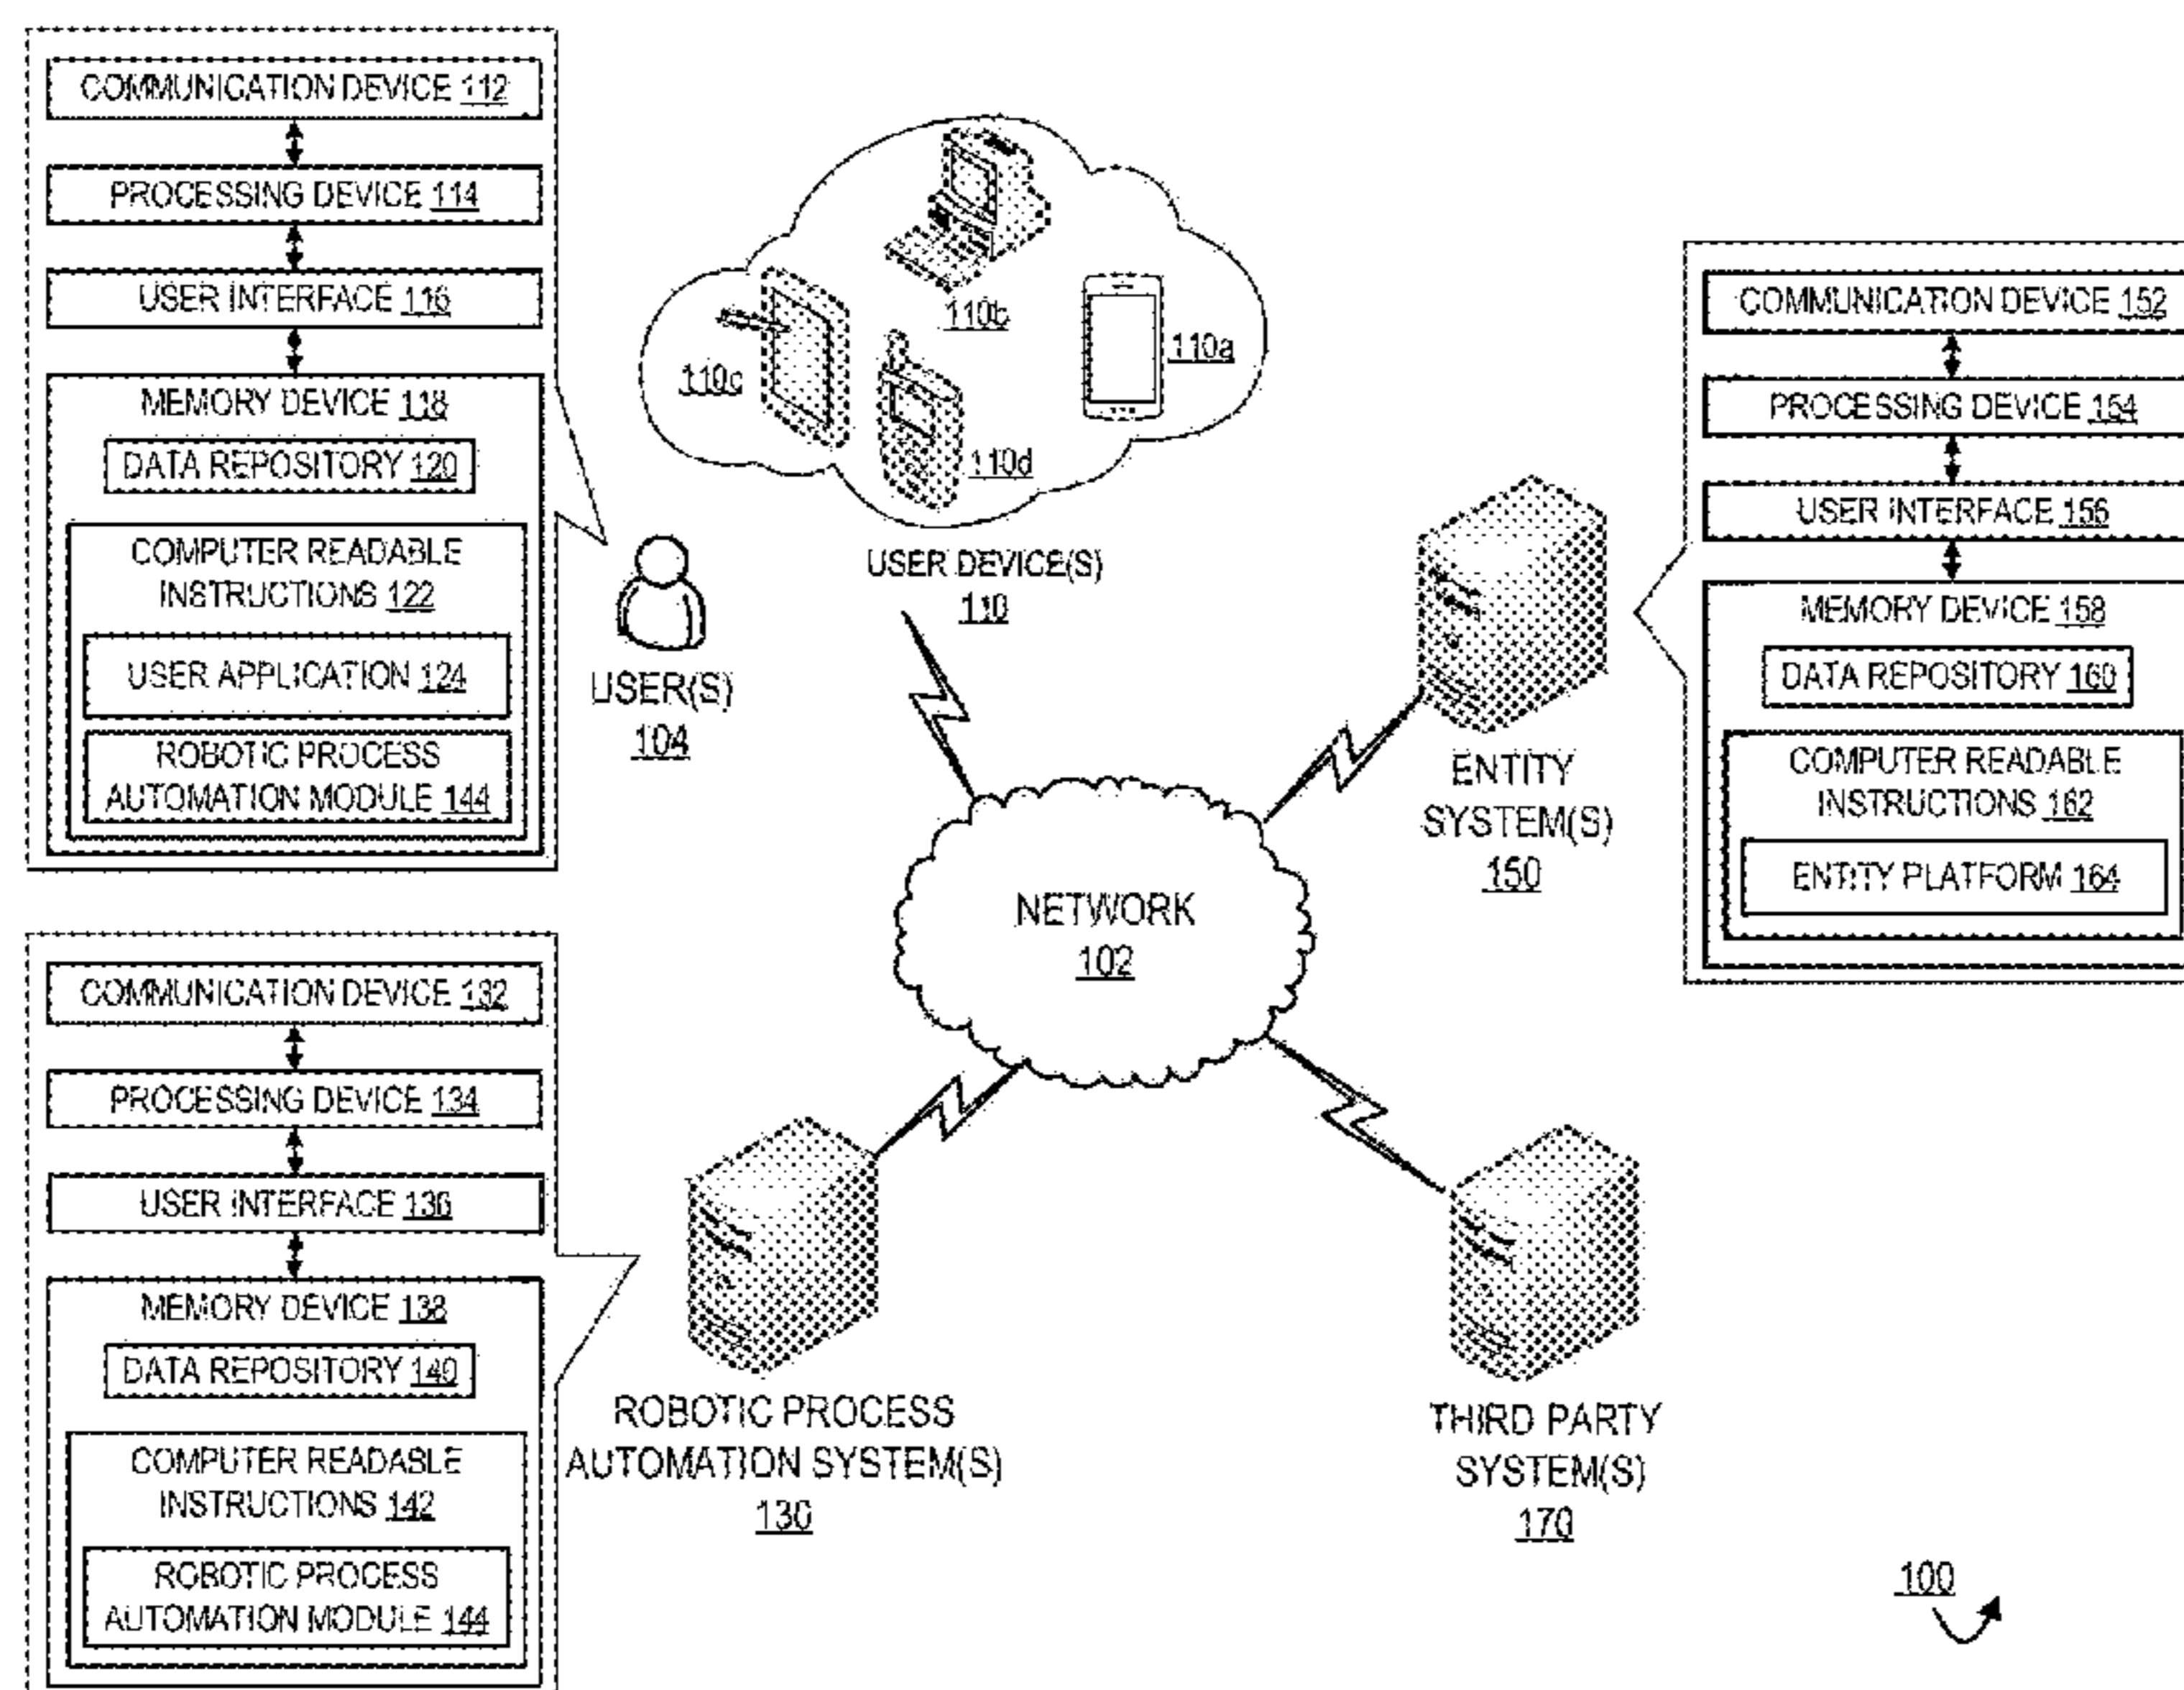 COMMUNICATION DEVICE 112
PROCESSING DEVICE 114
USER INTERFACE 116
MEMORY DEVICE 118
DATA REPOSITORY 120
COMPUTER READABLE
INSTRUCTIONS 122
USER APPLICATION 124
ROBOTIC PROCESS
AUTOMATION MODULE 144
110b
110a
110c
110d
USER DEVICE(S)
110
USER(S)
104
COMMUNICATION DEVICE 152
PROCESSING DEVICE 154
USER INTERFACE 156
MEMORY DEVICE 158
DATA REPOSITORY 160
COMPUTER READABLE
INSTRUCTIONS 162
ENTITY PLATFORM 164
ENTITY
SYSTEM(S)
150
NETWORK
102
COMMUNICATION DEVICE 132
PROCESSING DEVICE 134
USER INTERFACE 136
MEMORY DEVICE 138
DATA REPOSITORY 140
COMPUTER READABLE
INSTRUCTIONS 142
ROBOTIC PROCESS
AUTOMATION MODULE 144
ROBOTIC PROCESS
AUTOMATION SYSTEM(S)
130
THIRD PARTY
SYSTEM(S)
170
100